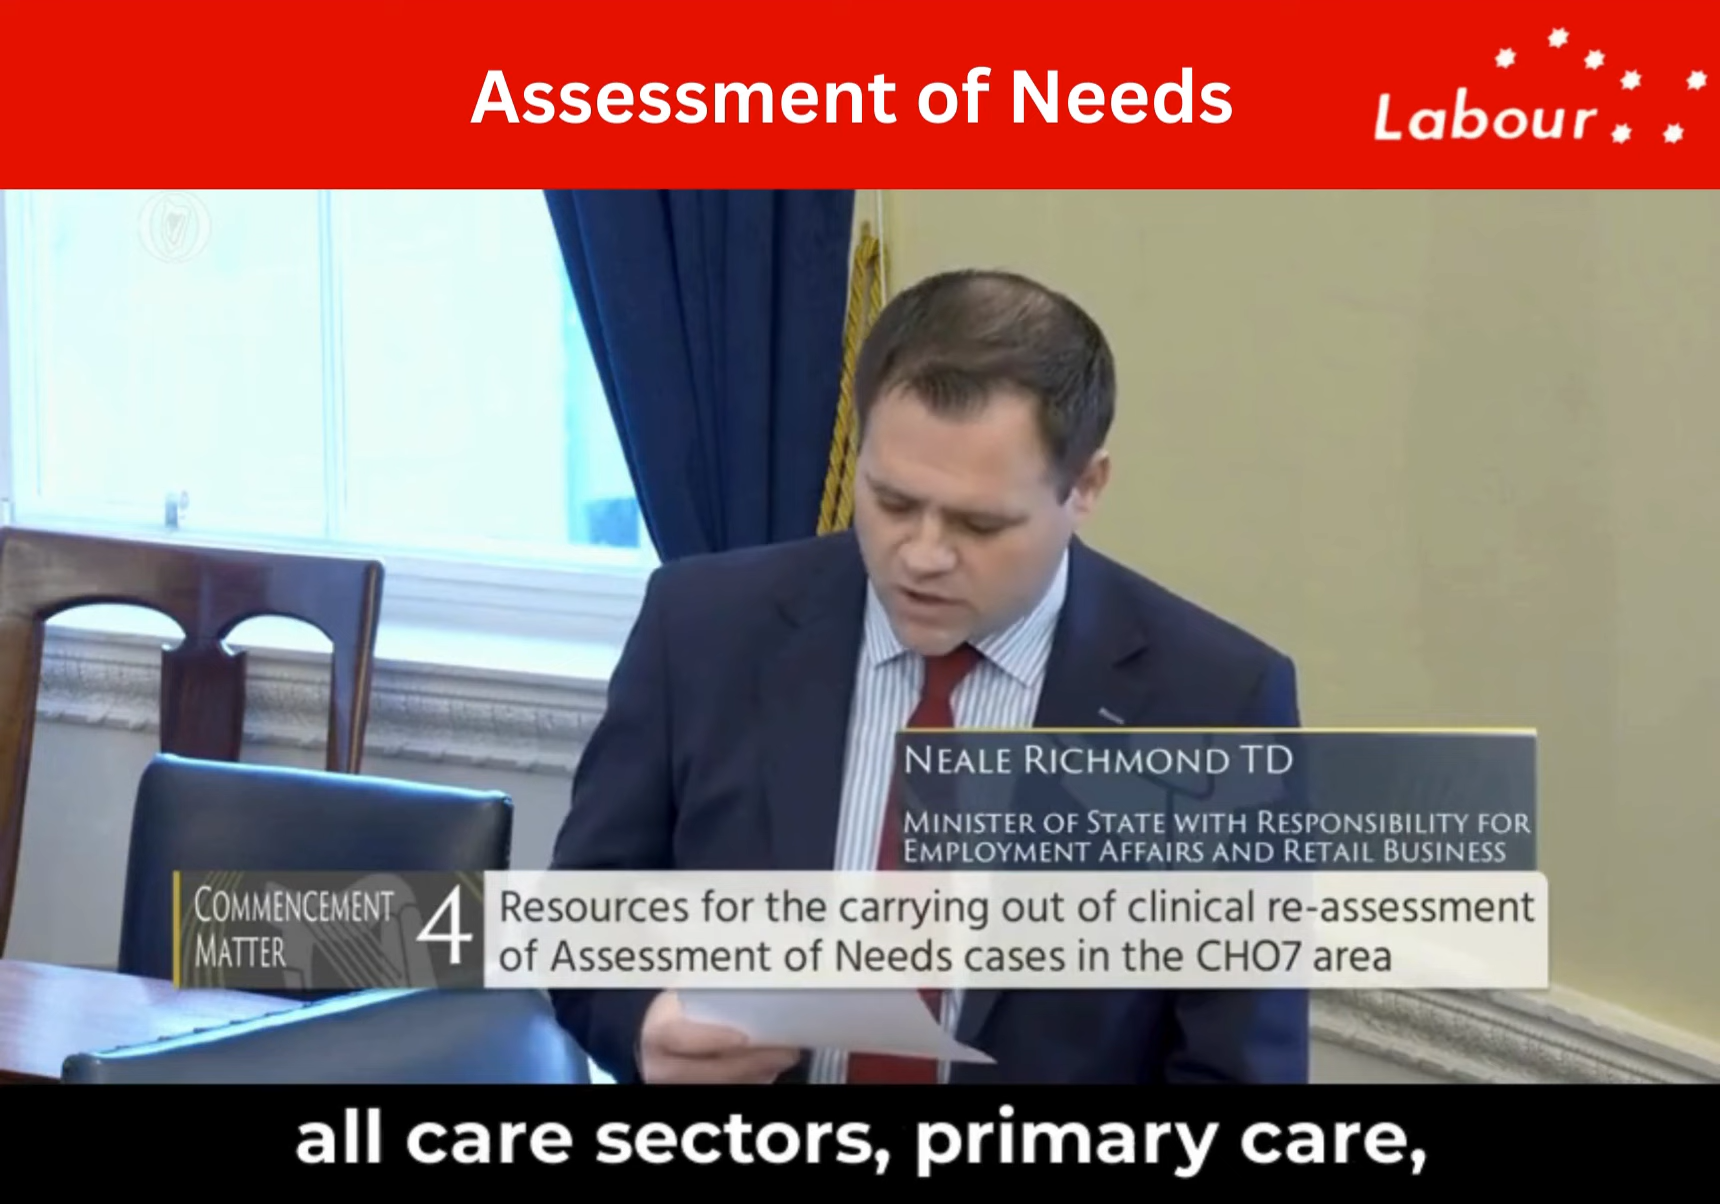 Assessment of Needs
Labour
NEALE RICHMOND TD
MINISTER OF STATE WITH RESPONSIBILITY FOR
EMPLOYMENT AFFAIRS AND RETAIL BUSINESS
COMMENCEMENT
MATTER
4
Resources for the carrying out of clinical re-assessment
of Assessment of Needs cases in the CHO7 area
all care sectors, primary care,